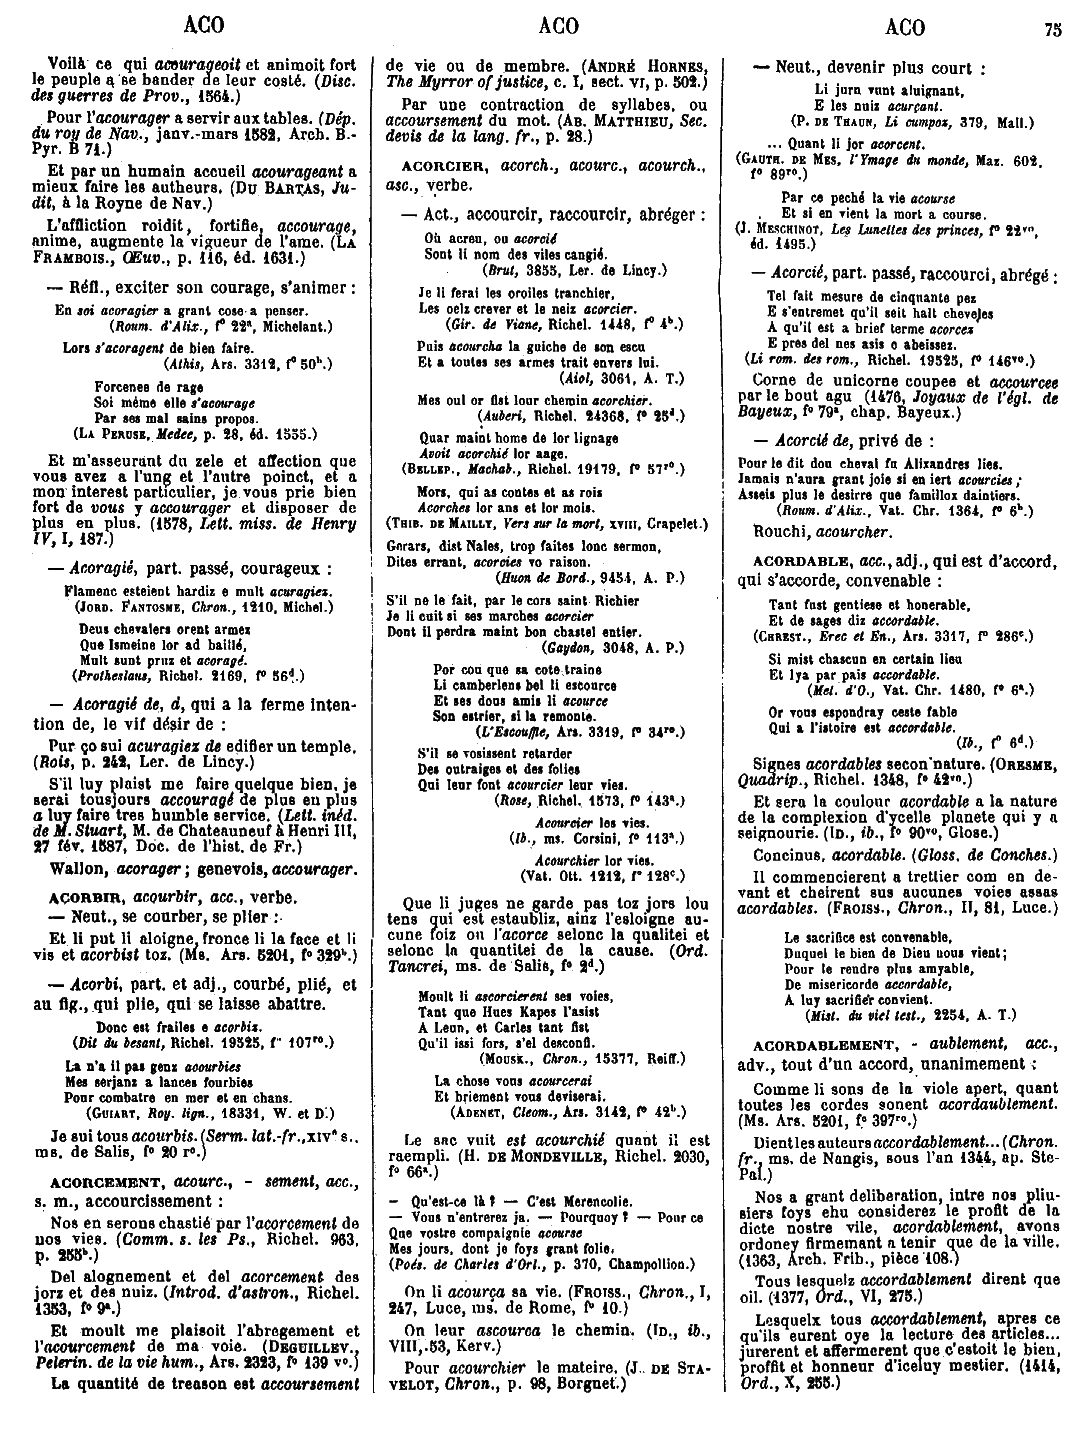 ACO
ACO
ACO
75
Voilà ce qui acourageoit et animoit fort
le peuple a se bander de leur costé. (Disc.
des guerres de Prov., 1564.)
Pour l'acourager a servir aux tables. (Dép.
du roy de Nav., janv.-mars 1582, Arch. B.-
Pyr. B 71.)
Et par un humain accueil acourageant a
mieux faire les autheurs. (DU BARTAS, Ju-
dit, à la Royne de Nav.)
L'affliction roidit, fortifie, accourage,
anime, augmente la vigueur de l'ame. (LA
FRAMBOIS., Œuv., p. 116, éd. 1631.)
— Réfl., exciter son courage, s'animer :
En soi acoragier a grant cose a penser.
(Roum. d'Alix., f° 22ª, Michelant.)
Lors s'acoragent de bien faire.
(Athis, Ars. 3312, f° 50ᵇ.)
Forcenee de rage
Soi méme elle s'acourage
Par ses mal sains propos.
(LA PERUSE, Medee, p. 28, éd. 1555.)
Et m'asseurant du zele et affection que
vous avez a l'ung et l'autre poinct, et a
mon interest particulier, je vous prie bien
fort de vous y accourager et disposer de
plus en plus. (1578, Lett. miss. de Henry
IV, I, 187.)
— Acoragié, part. passé, courageux :
Flamenc esteient hardiz e mult acuragiez.
(JORD. FANTOSME, Chron., 1210, Michel.)
Deus chevalers orent armez
Que Ismeine lor ad baillé,
Mult sunt pruz et acoragé.
(Protheslaus, Richel. 2169, f° 56ᵈ.)
— Acoragié de, d, qui a la ferme inten-
tion de, le vif désir de :
Pur ço sui acuragiez de edifier un temple.
(Rois, p. 242, Ler. de Lincy.)
S'il luy plaist me faire quelque bien, je
serai tousjours accouragé de plus en plus
a luy faire tres humble service. (Lett. inéd.
de M. Stuart, M. de Chateauneuf à Henri III,
27 fév. 1587, Doc. de l'hist. de Fr.)
Wallon, acorager ; genevois, accourager.
ACORBIR, acourbir, acc., verbe.
— Neut., se courber, se plier :
Et li put li aloigne, fronce li la face et li
vis et acorbist toz. (Ms. Ars. 5201, f° 329ᵇ.)
— Acorbi, part. et adj., courbé, plié, et
au fig., qui plie, qui se laisse abattre.
Donc est frailes e acorbiz.
(Dit du besant, Richel. 19525, f° 107ʳᵒ.)
La n'a il pas genz acourbies
Mes serjanz a lances fourbies
Pour combatre en mer et en chans.
(GUIART, Roy. lign., 18331, W. et D.)
Je sui tous acourbis. (Serm. lat.-fr., XIVᵉ s.,
ms. de Salis, f° 20 r°.)
ACORCEMENT, acourc., - sement, acc.,
s. m., accourcissement :
Nos en serons chastié par l'acorcement de
nos vies. (Comm. s. les Ps., Richel. 963,
p. 255ᵇ.)
Del alognement et del acorcement des
jorz et des nuiz. (Introd. d'astron., Richel.
1353, f° 9ª.)
Et moult me plaisoit l'abregement et
l'acourcement de ma voie. (DEGUILLEV.,
Pelerin. de la vie hum., Ars. 2323, f° 139 v°.)
La quantité de treason est accoursement
de vie ou de membre. (ANDRÉ HORNES,
The Myrror of justice, c. I, sect. VI, p. 502.)
Par une contraction de syllabes, ou
accoursement du mot. (AB. MATTHIEU, Sec.
devis de la lang. fr., p. 28.)
ACORCIER, acorch., acourc., acourch.,
asc., verbe.
— Act., accourcir, raccourcir, abréger :
Où acreu, ou acorcié
Sont li nom des viles cangié.
(Brut, 3855, Ler. de Lincy.)
Je li ferai les oroiles tranchier,
Les oelz crever et le neiz acorcier.
(Gir. de Viane, Richel. 1448, f° 4ᵇ.)
Puis acourcha la guiche de son escu
Et a toutes ses armes trait envers lui.
(Aiol, 3061, A. T.)
Mes oul or fist lour chemin acorchier.
(Auberi, Richel. 24368, f° 25ᵈ.)
Quar maint home de lor lignage
Avoit acorchié lor aage.
(BELLEP., Machab., Richel. 19179, f° 57ʳᵒ.)
Mors, qui as contes et as rois
Acorches lor ans et lor mois.
(THIB. DE MAILLY, Vers sur la mort, XVIII, Crapelet.)
Gerars, dist Nales, trop faites lonc sermon,
Dites errant, acorcies vo raison.
(Huon de Bord., 9454, A. P.)
S'il ne le fait, par le cors saint Richier
Je li cuit si ses marches acorcier
Dont il perdra maint bon chastel entier.
(Gaydon, 3048, A. P.)
Por cou que sa cote traine
Li camberlens bel li escource
Et ses dous amis li acource
Son estrier, si la remonte.
(L'Escouffle, Ars. 3319, f° 34ʳᵒ.)
S'il se vosissent retarder
Des outraiges et des folies
Qui leur font acourcier leur vies.
(Rose, Richel. 1573, f° 143ª.)
Acourcier les vies.
(Ib., ms. Corsini, f° 113ª.)
Acourchier lor vies.
(Vat. Ott. 1212, f° 128ᶜ.)
Que li juges ne garde pas toz jors lou
tens qui est estaubliz, ainz l'esloigne au-
cune foiz ou l'acorce selonc la qualitei et
selonc la quantitei de la cause. (Ord.
Tancrei, ms. de Salis, f° 2ᵈ.)
Moult li ascorcierent ses voies,
Tant que Hues Kapes l'asist
A Leun, et Carles tant fist
Qu'il issi fors, s'el desconfi.
(MOUSK., Chron., 15377, Reiff.)
La chose vous acourcerai
Et briement vous deviserai.
(ADENET, Cleom., Ars. 3142, f° 42ᵇ.)
Le sac vuit est acourchié quant il est
raempli. (H. DE MONDEVILLE, Richel. 2030,
f° 66ª.)
— Qu'est-ce là ? — C'est Merencolie.
— Vous n'entrerez ja. — Pourquoy ? — Pour ce
Que vostre compaignie acourse
Mes jours, dont je foys grant folie.
(Poés. de Charles d'Orl., p. 370, Champollion.)
On li acourça sa vie. (FROISS., Chron., I,
247, Luce, ms. de Rome, f° 10.)
On leur ascourca le chemin. (ID., ib.,
VIII, 53, Kerv.)
Pour acourchier le mateire. (J. DE STA-
VELOT, Chron., p. 98, Borgnet.)
— Neut., devenir plus court :
Li jurn vunt aluignant,
E les nuiz acurçant.
(P. DE THAUN, Li cumpoz, 379, Mall.)
... Quant li jor acorcent.
(GAUTH. DE MES, l'Ymage du monde, Maz. 602,
f° 89ʳᵒ.)
Par ce peché la vie acourse
Et si en vient la mort a course.
(J. MESCHINOT, Les Lunettes des princes, f° 22ᵛᵒ,
éd. 1495.)
— Acorcié, part. passé, raccourci, abrégé :
Tel fait mesure de cinquante pez
E s'entremet qu'il seit halt chevejes
A qu'il est a brief terme acorcez
E pres del nes asis e abeissez.
(Li rom. des rom., Richel. 19525, f° 146ᵛᵒ.)
Corne de unicorne coupee et accourcee
par le bout agu (1476, Joyaux de l'égl. de
Bayeux, f° 79ª, chap. Bayeux.)
— Acorcié de, privé de :
Pour le dit dou cheval fu Alixandres lies.
Jamais n'aura grant joie si en iert acourcies ;
Asseis plus le desirre que famillox daintiers.
(Roum. d'Alix., Vat. Chr. 1364, f° 6ᵇ.)
Rouchi, acourcher.
ACORDABLE, acc., adj., qui est d'accord,
qui s'accorde, convenable :
Tant fust gentiese et honerable,
Et de sages diz acordable.
(CHREST., Erec et En., Ars. 3317, f° 286ᶜ.)
Si mist chascun en certain lieu
Et lya par pais acordable.
(Mel. d'O., Vat. Chr. 1480, f° 6ª.)
Or vous espondray ceste fable
Qui a l'istoire est acordable.
(Ib., f° 6ᵈ.)
Signes acordables secon nature. (ORESME,
Quadrip., Richel. 1348, f° 42ᵛᵒ.)
Et sera la coulour acordable a la nature
de la complexion d'ycelle planete qui y a
seignourie. (ID., ib., f° 90ᵛᵒ, Glose.)
Concinus, acordable. (Gloss. de Conches.)
Il commencierent a trettier com en de-
vant et cheirent sus aucunes voies assas
acordables. (FROISS., Chron., II, 81, Luce.)
Le sacrifice est convenable,
Duquel le bien de Dieu nous vient ;
Pour le rendre plus amyable,
De misericorde accordable,
A luy sacrifier convient.
(Mist. du viel test., 2254, A. T.)
ACORDABLEMENT, - aublement, acc.,
adv., tout d'un accord, unanimement :
Comme li sons de la viole apert, quant
toutes les cordes sonent acordaublement.
(Ms. Ars. 5201, f° 397ʳᵒ.)
Dient les auteurs accordablement... (Chron.
fr., ms. de Nangis, sous l'an 1344, ap. Ste-
Pal.)
Nos a grant deliberation, intre nos pliu-
siers foys ehu considerez le profit de la
dicte nostre vile, acordablement, avons
ordoney firmemant a tenir que de la ville.
(1363, Arch. Frib., pièce 108.)
Tous lesquelz accordablement dirent que
oil. (1377, Ord., VI, 275.)
Lesquelx tous accordablement, apres ce
qu'ils eurent oye la lecture des articles...
jurerent et affermerent que c'estoit le bien,
proffit et honneur d'iceluy mestier. (1414,
Ord., X, 255.)